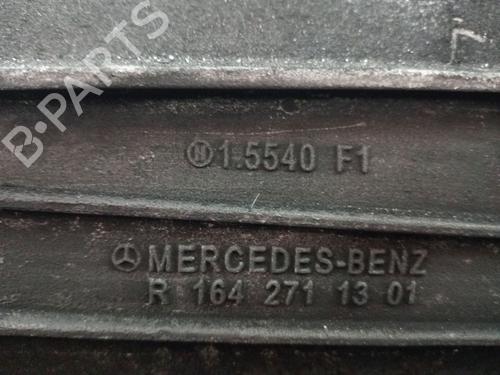 B-PARTS
1.5540 F1
MERCEDES-BENZ
R 164 271 13 01